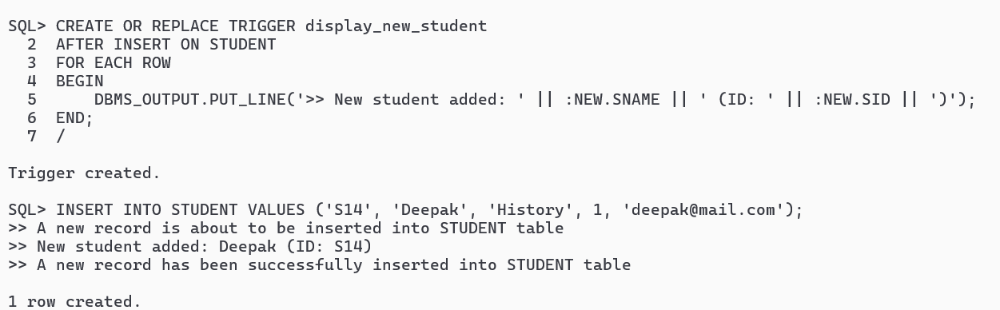 SQL> CREATE OR REPLACE TRIGGER display_new_student
  2  AFTER INSERT ON STUDENT
  3  FOR EACH ROW
  4  BEGIN
  5      DBMS_OUTPUT.PUT_LINE('>> New student added: ' || :NEW.SNAME || ' (ID: ' || :NEW.SID || ')');
  6  END;
  7  /
Trigger created.
SQL> INSERT INTO STUDENT VALUES ('S14', 'Deepak', 'History', 1, 'deepak@mail.com');
>> A new record is about to be inserted into STUDENT table
>> New student added: Deepak (ID: S14)
>> A new record has been successfully inserted into STUDENT table
1 row created.